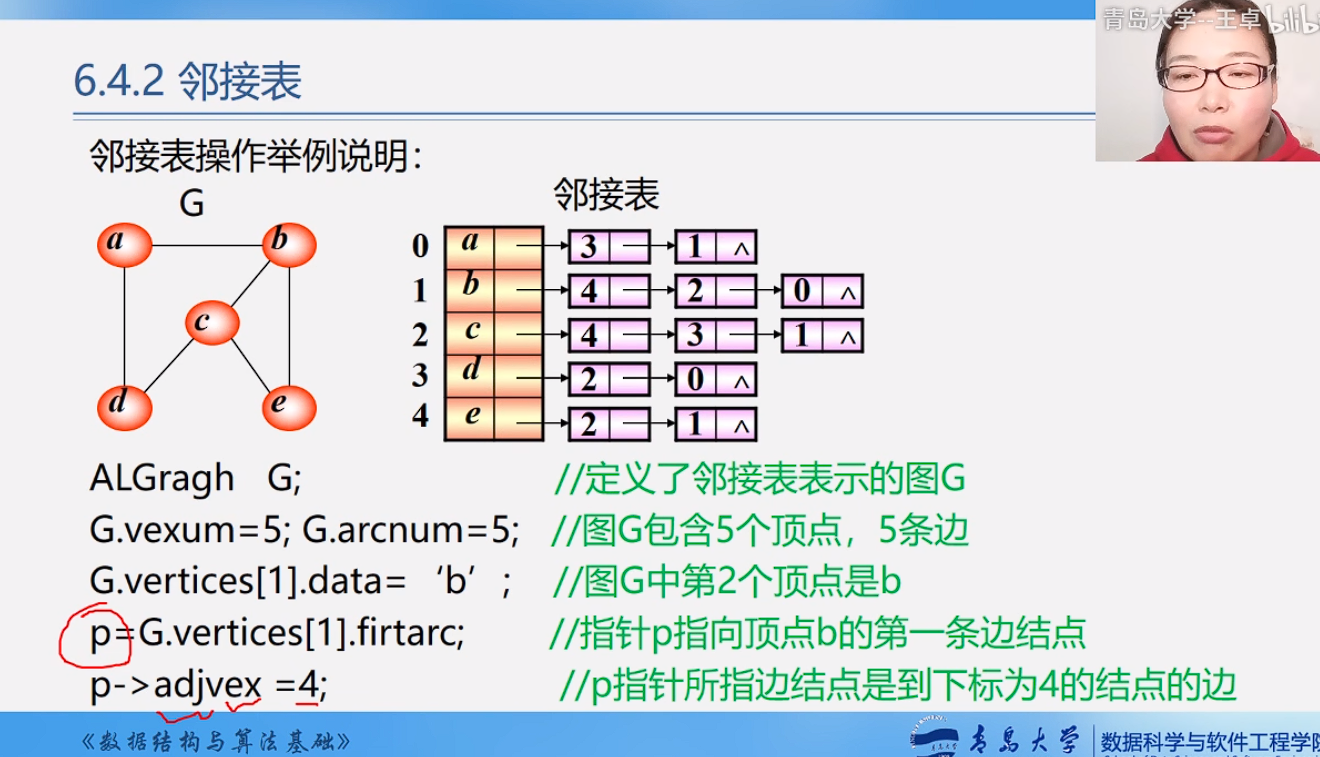 青岛大学--王卓 bilib
6.4.2 邻接表
邻接表操作举例说明:
G
邻接表
a
b
c
d
e
0 a 3 1 ^
1 b 4 2 0 ^
2 c 4 3 1 ^
3 d 2 0 ^
4 e 2 1 ^
ALGragh G; //定义了邻接表表示的图G
G.vexum=5; G.arcnum=5; //图G包含5个顶点，5条边
G.vertices[1].data= ‘b’; //图G中第2个顶点是b
p=G.vertices[1].firtarc; //指针p指向顶点b的第一条边结点
p->adjvex =4; //p指针所指边结点是到下标为4的结点的边
《数据结构与算法基础》
青岛大学
数据科学与软件工程学院